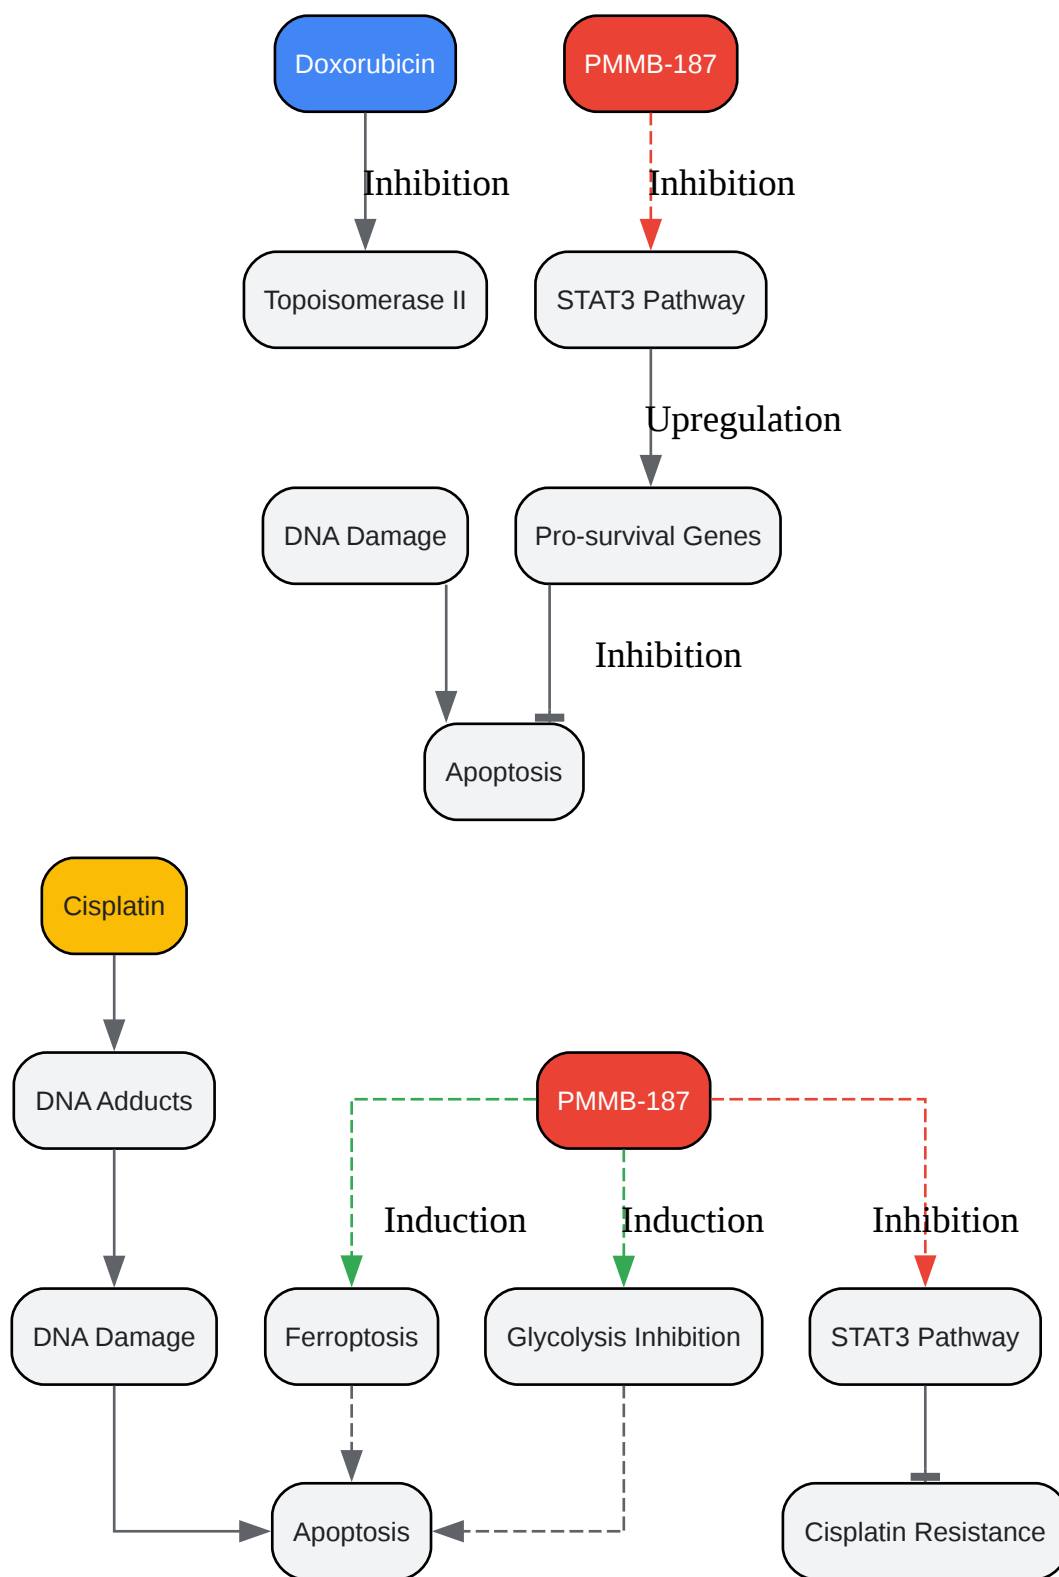 Doxorubicin
PMMB-187
Inhibition
Inhibition
Topoisomerase II
STAT3 Pathway
Upregulation
DNA Damage
Pro-survival Genes
Inhibition
Apoptosis
Cisplatin
DNA Adducts
PMMB-187
Induction
Induction
Inhibition
DNA Damage
Ferroptosis
Glycolysis Inhibition
STAT3 Pathway
Apoptosis
Cisplatin Resistance